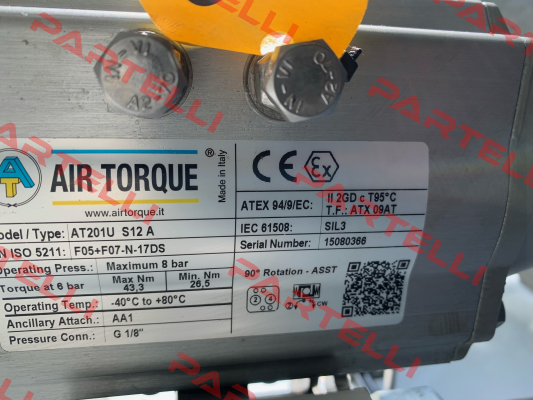 AIR TORQUE ®
www.airtorque.it
Made in Italy
CE Ex
ATEX 94/9/EC: II 2GD c T95°C
T.F.: ATX 09AT
odel / Type: AT201U S12 A
IEC 61508: SIL3
N ISO 5211: F05+F07-N-17DS
Serial Number: 15080366
Operating Press.: Maximum 8 bar
90° Rotation - ASST
Torque at 6 bar Max. Nm 43,5 Min. Nm 26,5
Operating Temp.: -40°C to +80°C
Ancillary Attach.: AA1
Pressure Conn.: G 1/8"
PARTELLI
PARTELLI
PARTELLI
PARTELLI